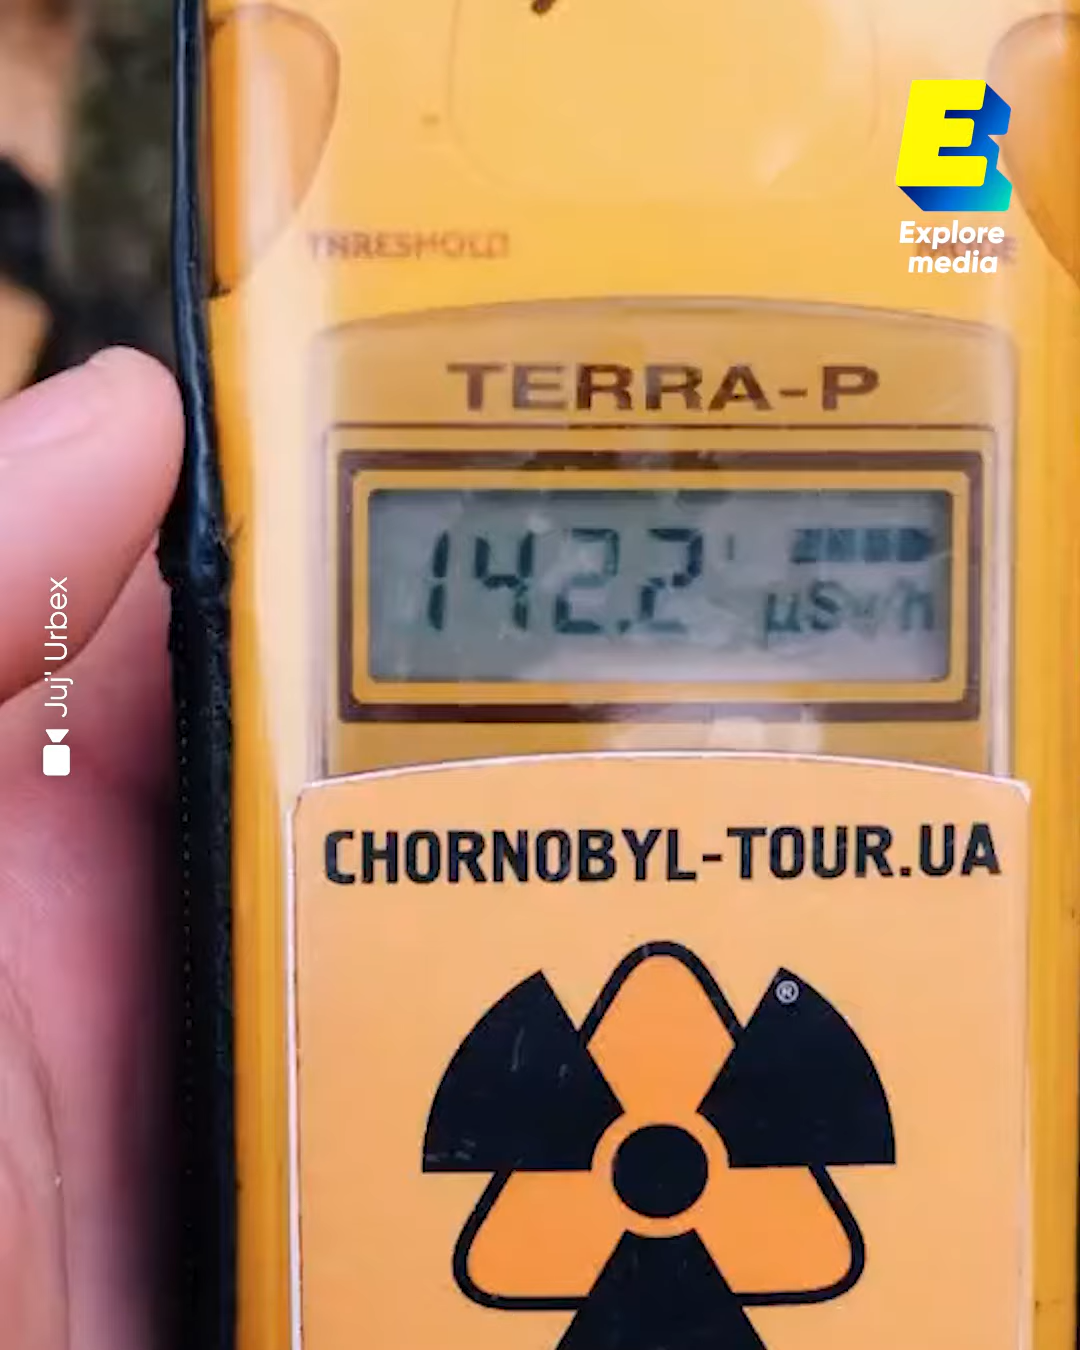 E
Explore
media
THRESHOLD
TERRA-P
142.2
µSv/h
Juj' Urbex
CHORNOBYL-TOUR.UA
®